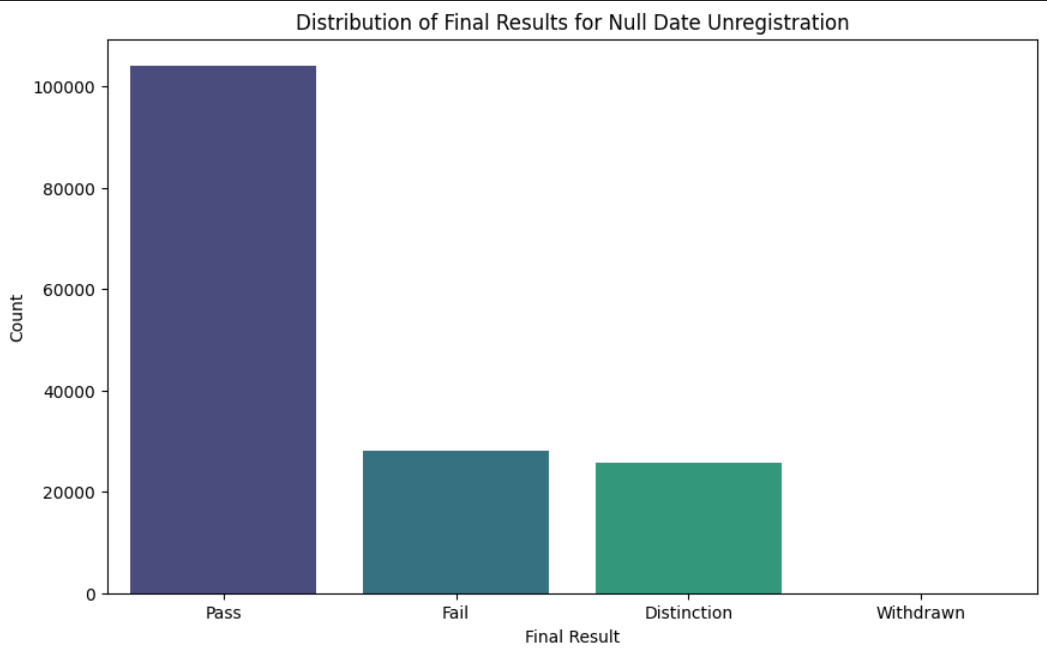 Distribution of Final Results for Null Date Unregistration
100000
80000
60000
40000
20000
0
Count
Pass
Fail
Distinction
Withdrawn
Final Result